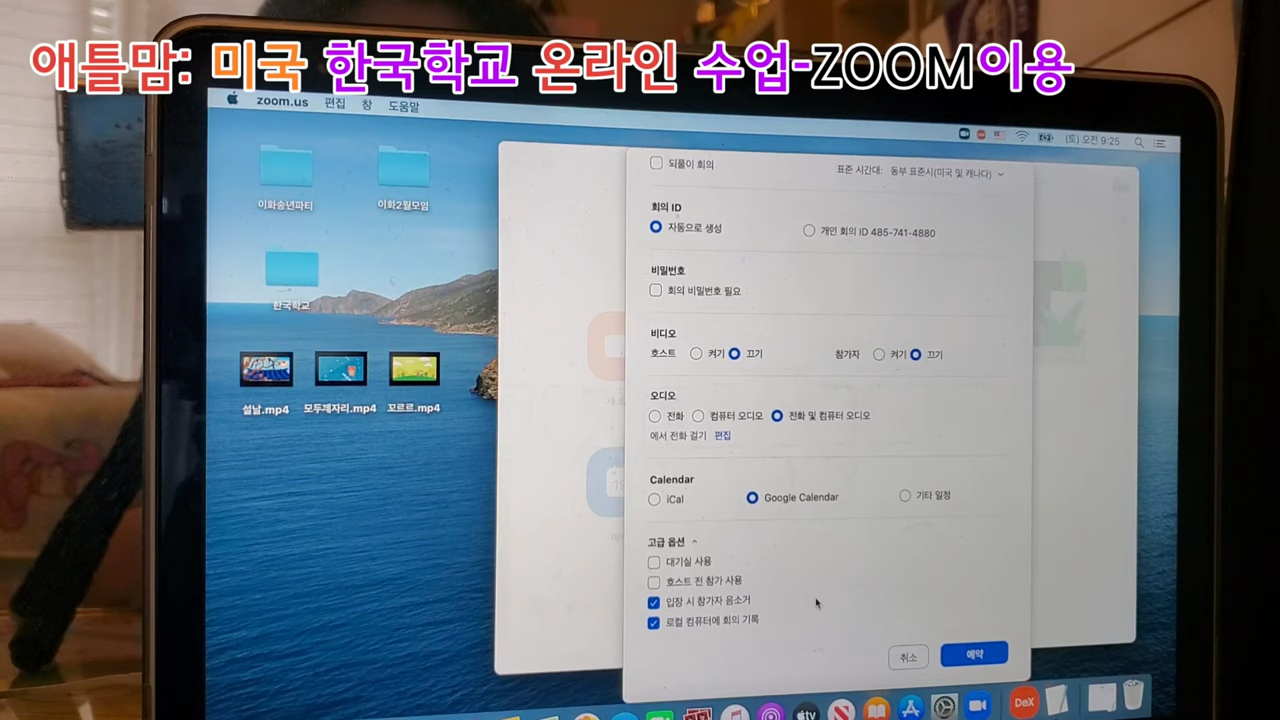 애틀맘: 미국 한국학교 온라인 수업-ZOOM이용
zoom.us 편집 창 도움말
(토) 오전 9:25
이화송년파티
이화2월모임
한국학교
설날.mp4
모두제자리.mp4
꼬르르.mp4
되풀이 회의
표준 시간대: 동부 표준시(미국 및 캐나다)
회의 ID
자동으로 생성
개인 회의 ID 485-741-4880
비밀번호
회의 비밀번호 필요
비디오
호스트 켜기 끄기
참가자 켜기 끄기
오디오
전화 컴퓨터 오디오 전화 및 컴퓨터 오디오
에서 전화 걸기 편집
Calendar
iCal Google Calendar 기타 일정
고급 옵션
대기실 사용
호스트 전 참가 사용
입장 시 참가자 음소거
로컬 컴퓨터에 회의 기록
취소 예약
tv
DeX